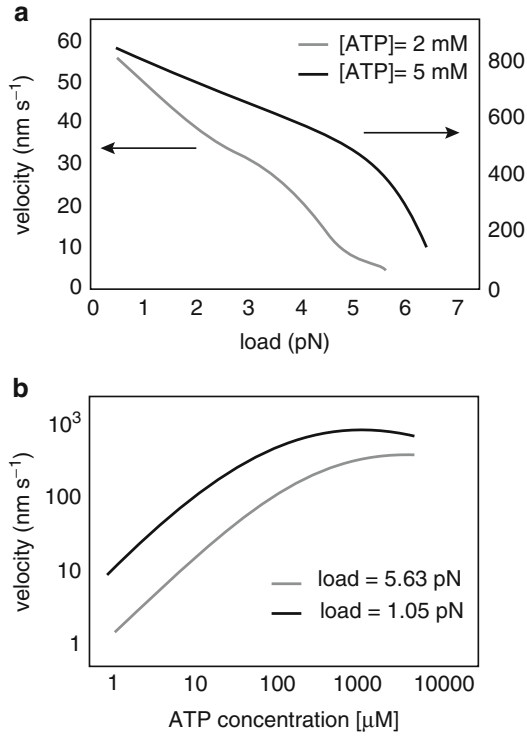 a
[ATP]= 2 mM
[ATP]= 5 mM
velocity (nm s⁻¹)
60
50
40
30
20
10
0
800
600
400
200
0
0 1 2 3 4 5 6 7
load (pN)
b
velocity (nm s⁻¹)
10³
100
10
1
load = 5.63 pN
load = 1.05 pN
1 10 100 1000 10000
ATP concentration [µM]